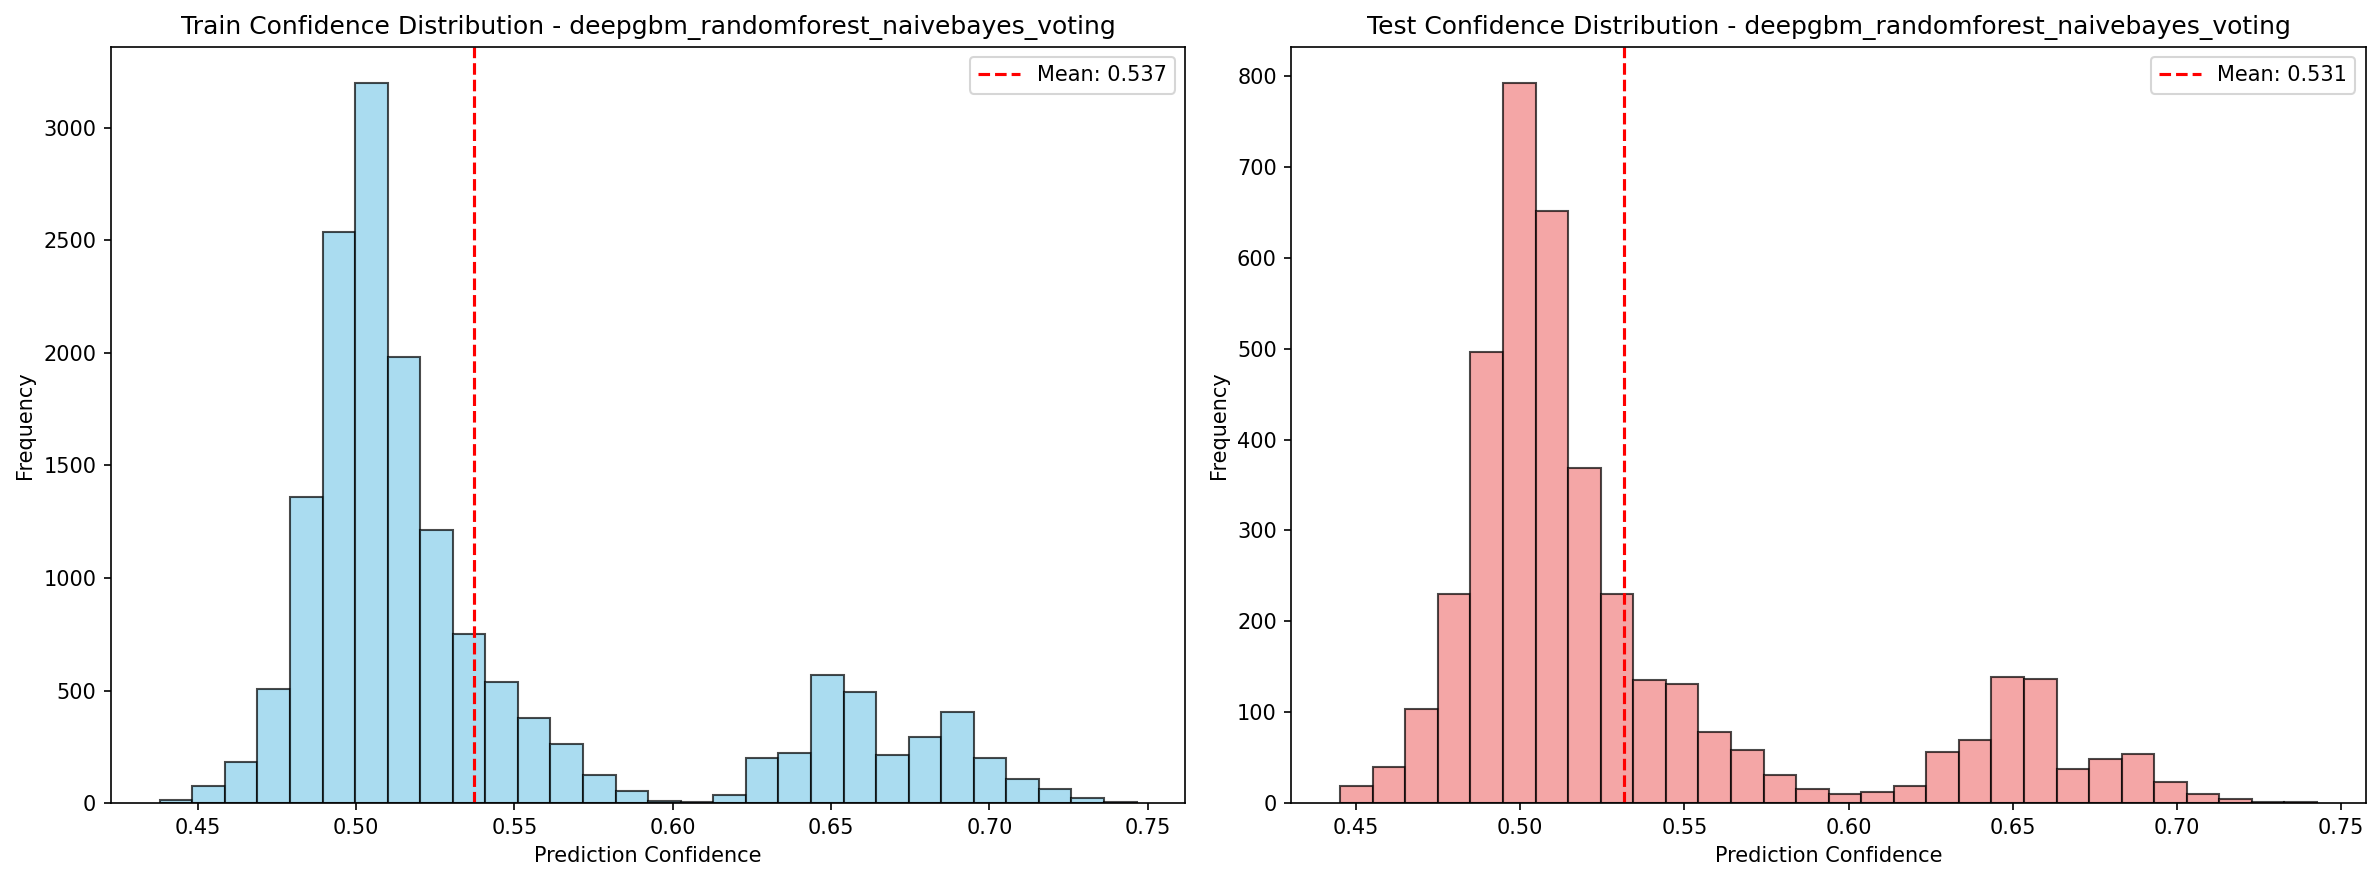 Train Confidence Distribution - deepgbm_randomforest_naivebayes_voting
Mean: 0.537
Frequency
3000
2500
2000
1500
1000
500
0
0.45 0.50 0.55 0.60 0.65 0.70 0.75
Prediction Confidence
Test Confidence Distribution - deepgbm_randomforest_naivebayes_voting
Mean: 0.531
Frequency
800
700
600
500
400
300
200
100
0
0.45 0.50 0.55 0.60 0.65 0.70 0.75
Prediction Confidence